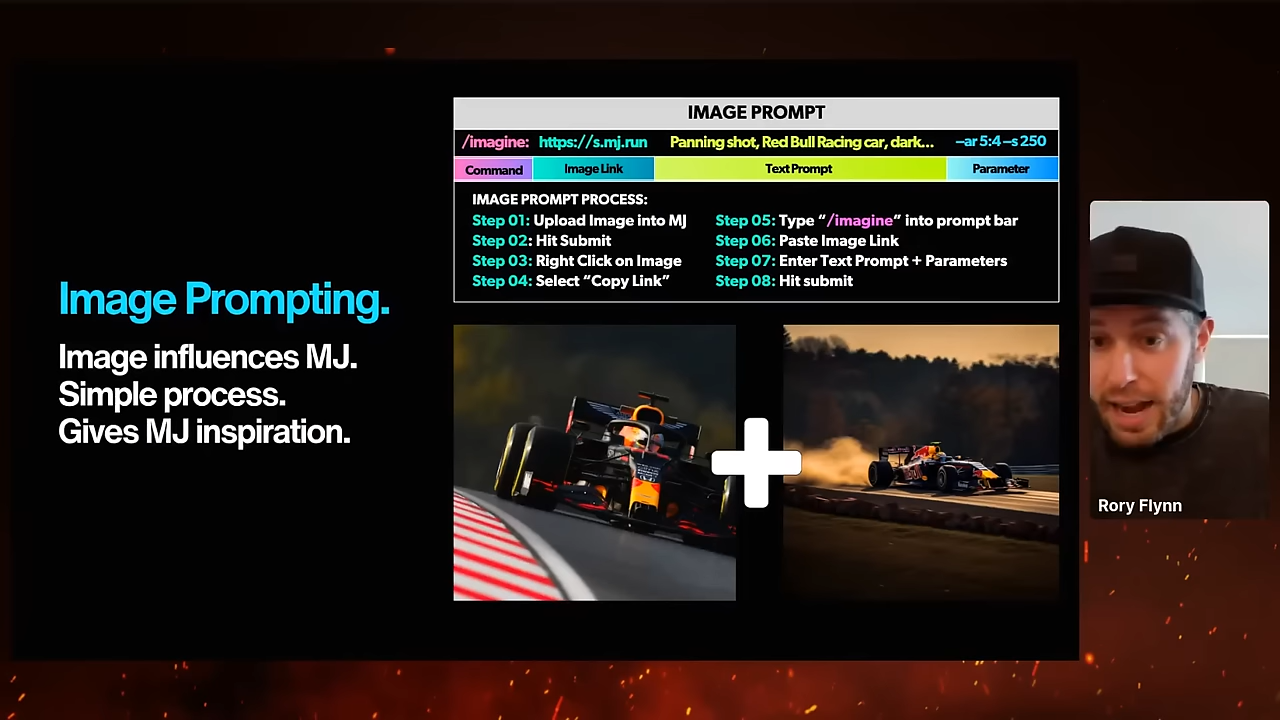 IMAGE PROMPT
/imagine: https://s.mj.run Panning shot, Red Bull Racing car, dark... --ar 5:4 --s 250
Command Image Link Text Prompt Parameter
IMAGE PROMPT PROCESS:
Step 01: Upload Image into MJ
Step 02: Hit Submit
Step 03: Right Click on Image
Step 04: Select “Copy Link”
Step 05: Type “/imagine” into prompt bar
Step 06: Paste Image Link
Step 07: Enter Text Prompt + Parameters
Step 08: Hit submit
Image Prompting.
Image influences MJ.
Simple process.
Gives MJ inspiration.
Rory Flynn